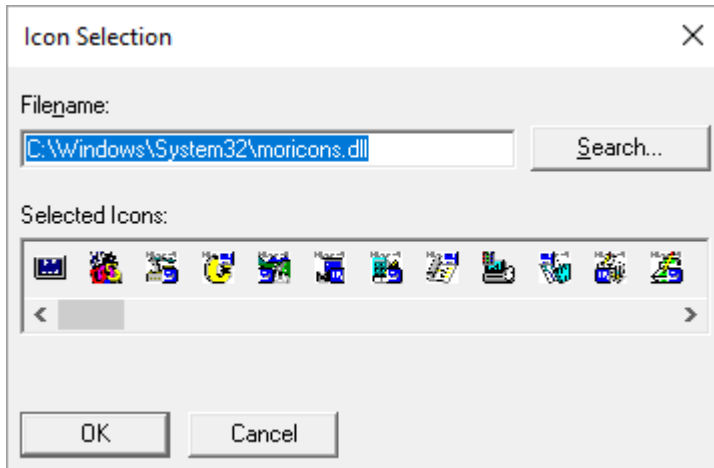 Icon Selection
Filename:
C:\Windows\System32\moricons.dll
Search...
Selected Icons:
OK
Cancel